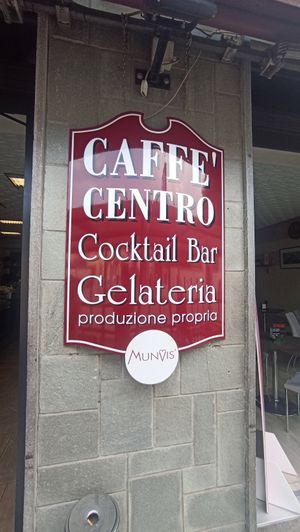 CAFFE'
CENTRO
Cocktail Bar
Gelateria
produzione propria
MUNVIS